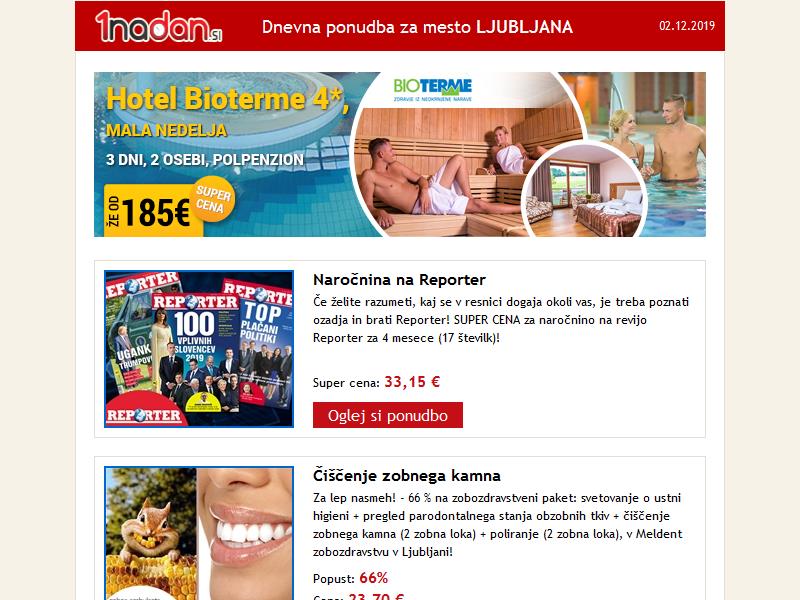 1nadan.si
Dnevna ponudba za mesto LJUBLJANA
02.12.2019
Hotel Bioterme 4*,
MALA NEDELJA
3 DNI, 2 OSEBI, POLPENZION
ŽE OD 185€
SUPER
CENA
BIOTERME
ZDRAVJE IZ NEOKRNJENE NARAVE
REPORTER
REPORTER
REPORTER
100
VPLIVNIH
SLOVENCEV
2019
TOP
PLAČANI
POLITIKI
UGANK
TRUMPOV
REPORTER
Naročnina na Reporter
Če želite razumeti, kaj se v resnici dogaja okoli vas, je treba poznati
ozadja in brati Reporter! SUPER CENA za naročnino na revijo
Reporter za 4 mesece (17 številk)!
Super cena: 33,15 €
Oglej si ponudbo
Čiščenje zobnega kamna
Za lep nasmeh! - 66 % na zobozdravstveni paket: svetovanje o ustni
higieni + pregled parodontalnega stanja obzobnih tkiv + čiščenje
zobnega kamna (2 zobna loka) + poliranje (2 zobna loka), v Meldent
zobozdravstvu v Ljubljani!
Popust: 66%
Cena: 23,70 €